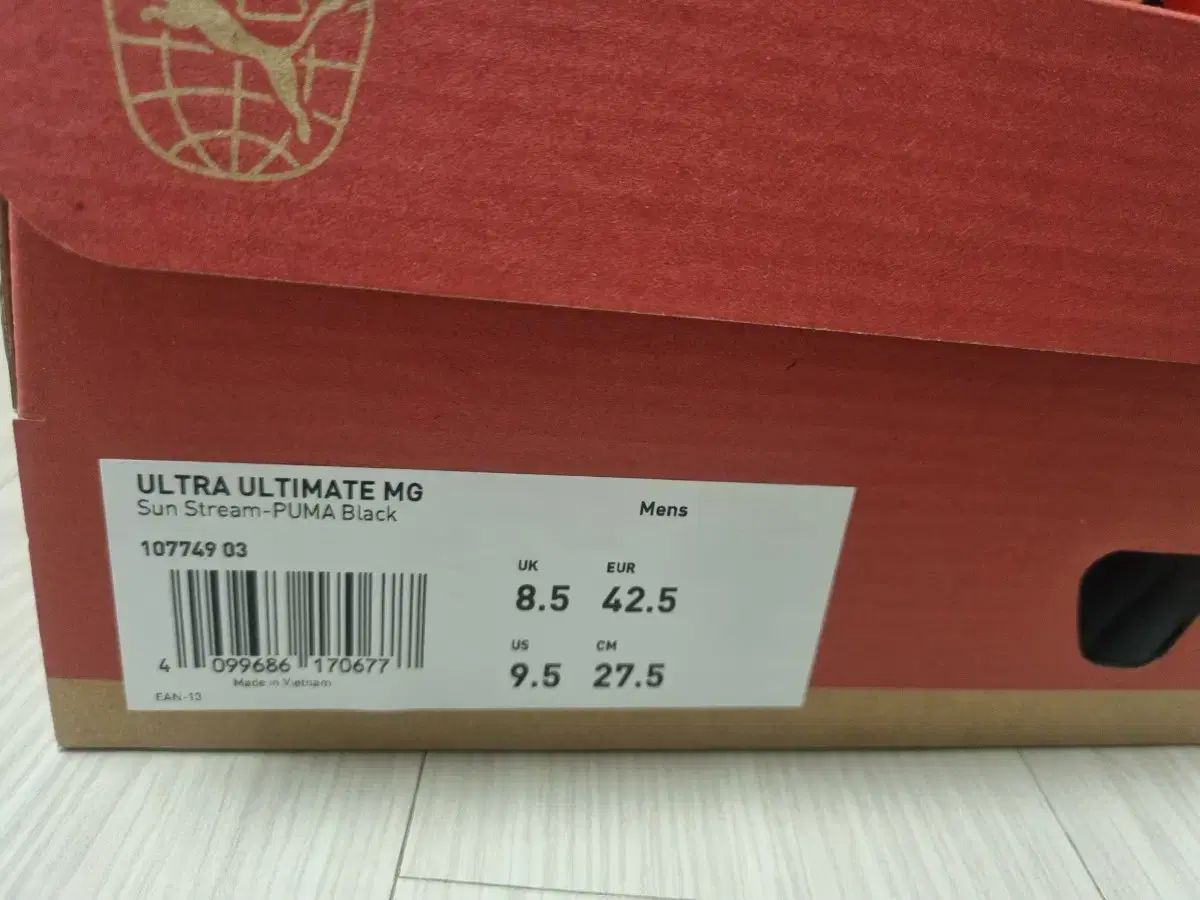 ULTRA ULTIMATE MG
Sun Stream-PUMA Black
Mens
107749 03
UK EUR
8.5 42.5
US CM
9.5 27.5
4 099686 170677
Made in Vietnam
EAN-13